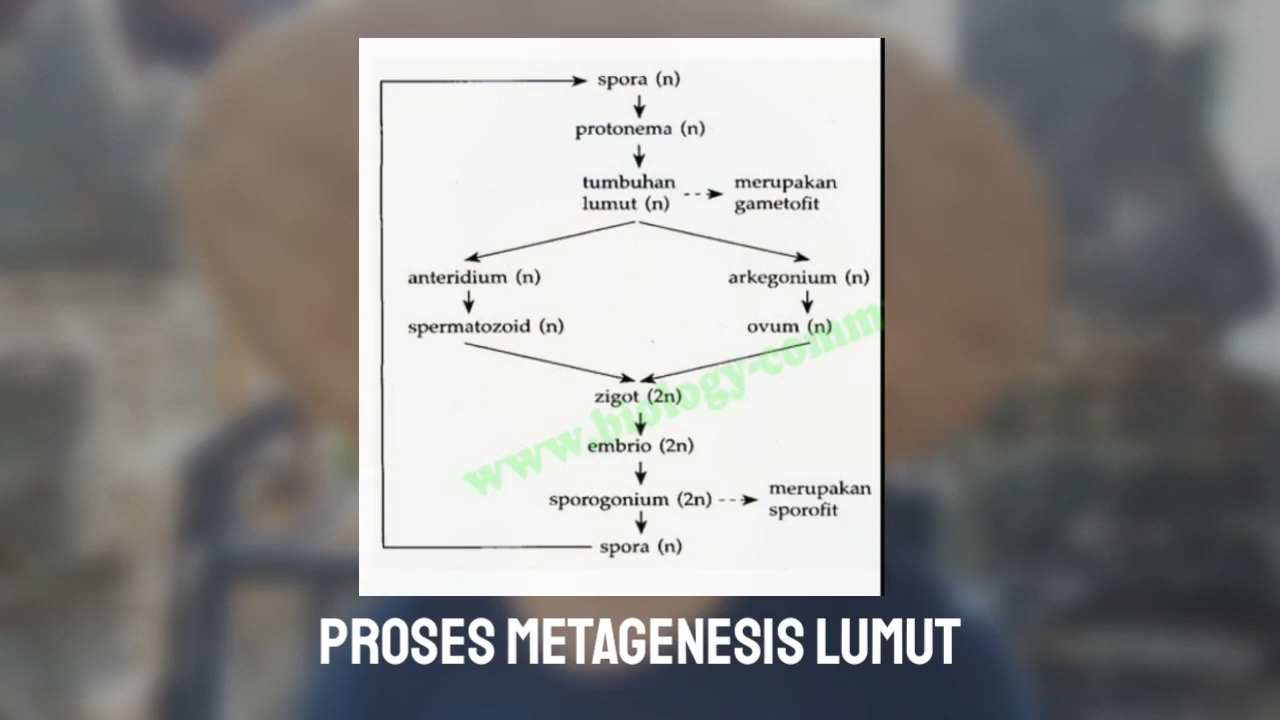 spora (n)
protonema (n)
tumbuhan
lumut (n)
merupakan
gametofit
anteridium (n)
arkegonium (n)
spermatozoid (n)
ovum (n)
zigot (2n)
embrio (2n)
sporogonium (2n)
merupakan
sporofit
spora (n)
www.biology-comm
PROSES METAGENESIS LUMUT